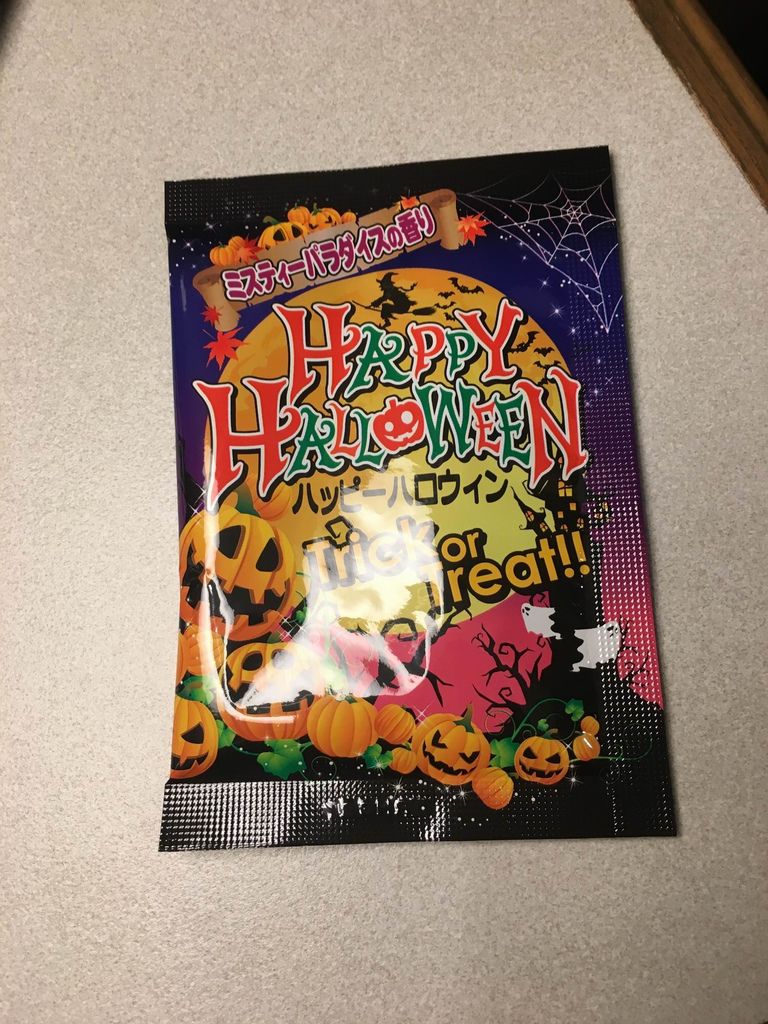 ミスティーパラダイスの香り
HAPPY
HALLOWEEN
ハッピーハロウィン
Trick or
Treat!!